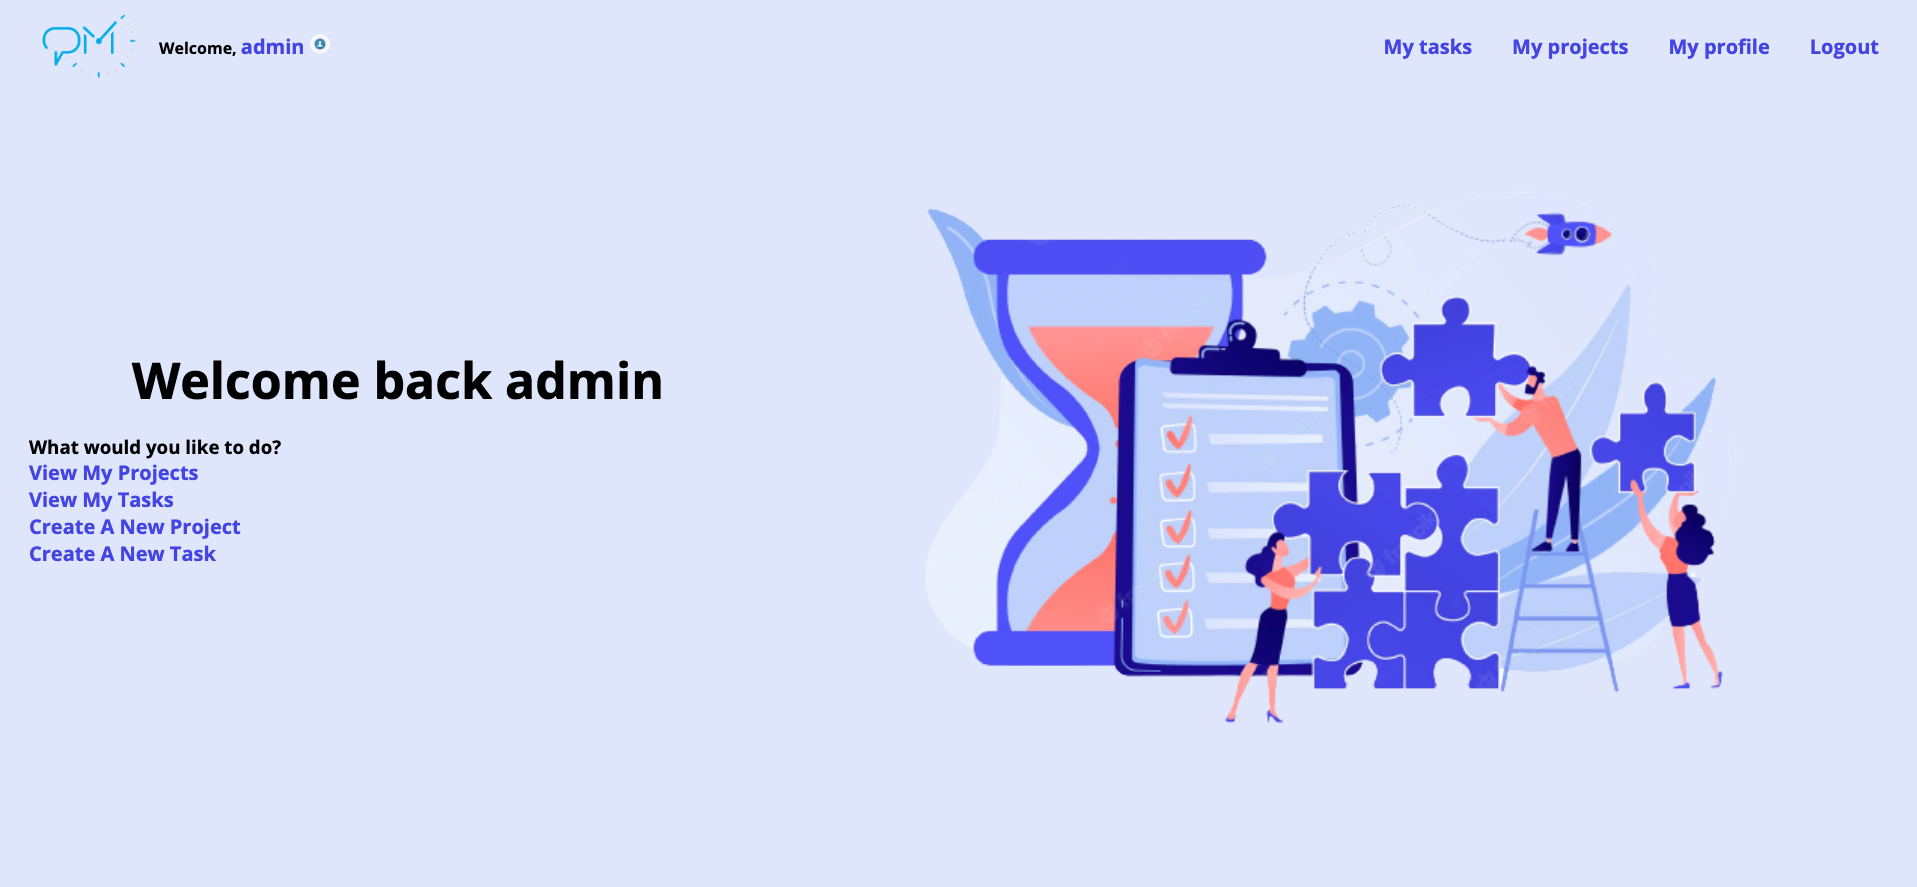 PM
Welcome, admin
My tasks
My projects
My profile
Logout
Welcome back admin
What would you like to do?
View My Projects
View My Tasks
Create A New Project
Create A New Task